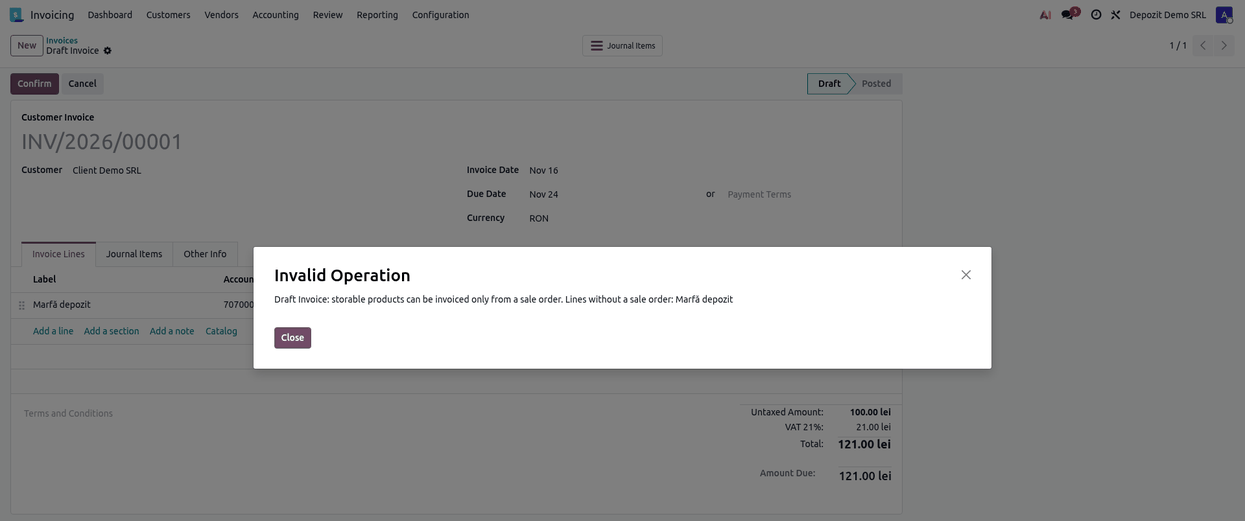 Invoicing Dashboard Customers Vendors Accounting Review Reporting Configuration AI 3 Depozit Demo SRL A
New Invoices
Draft Invoice Journal Items 1 / 1
Confirm Cancel Draft Posted
Customer Invoice
INV/2026/00001
Customer Client Demo SRL Invoice Date Nov 16
Due Date Nov 24 or Payment Terms
Currency RON
Invoice Lines Journal Items Other Info
Label Accoun
Marfă depozit 707000
Add a line Add a section Add a note Catalog
Invalid Operation
Draft Invoice: storable products can be invoiced only from a sale order. Lines without a sale order: Marfă depozit
Close
Terms and Conditions
Untaxed Amount: 100.00 lei
VAT 21%: 21.00 lei
Total: 121.00 lei
Amount Due: 121.00 lei